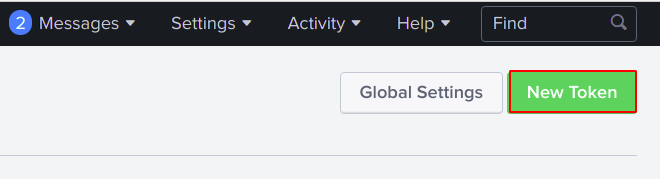 2 Messages Settings Activity Help Find
Global Settings New Token